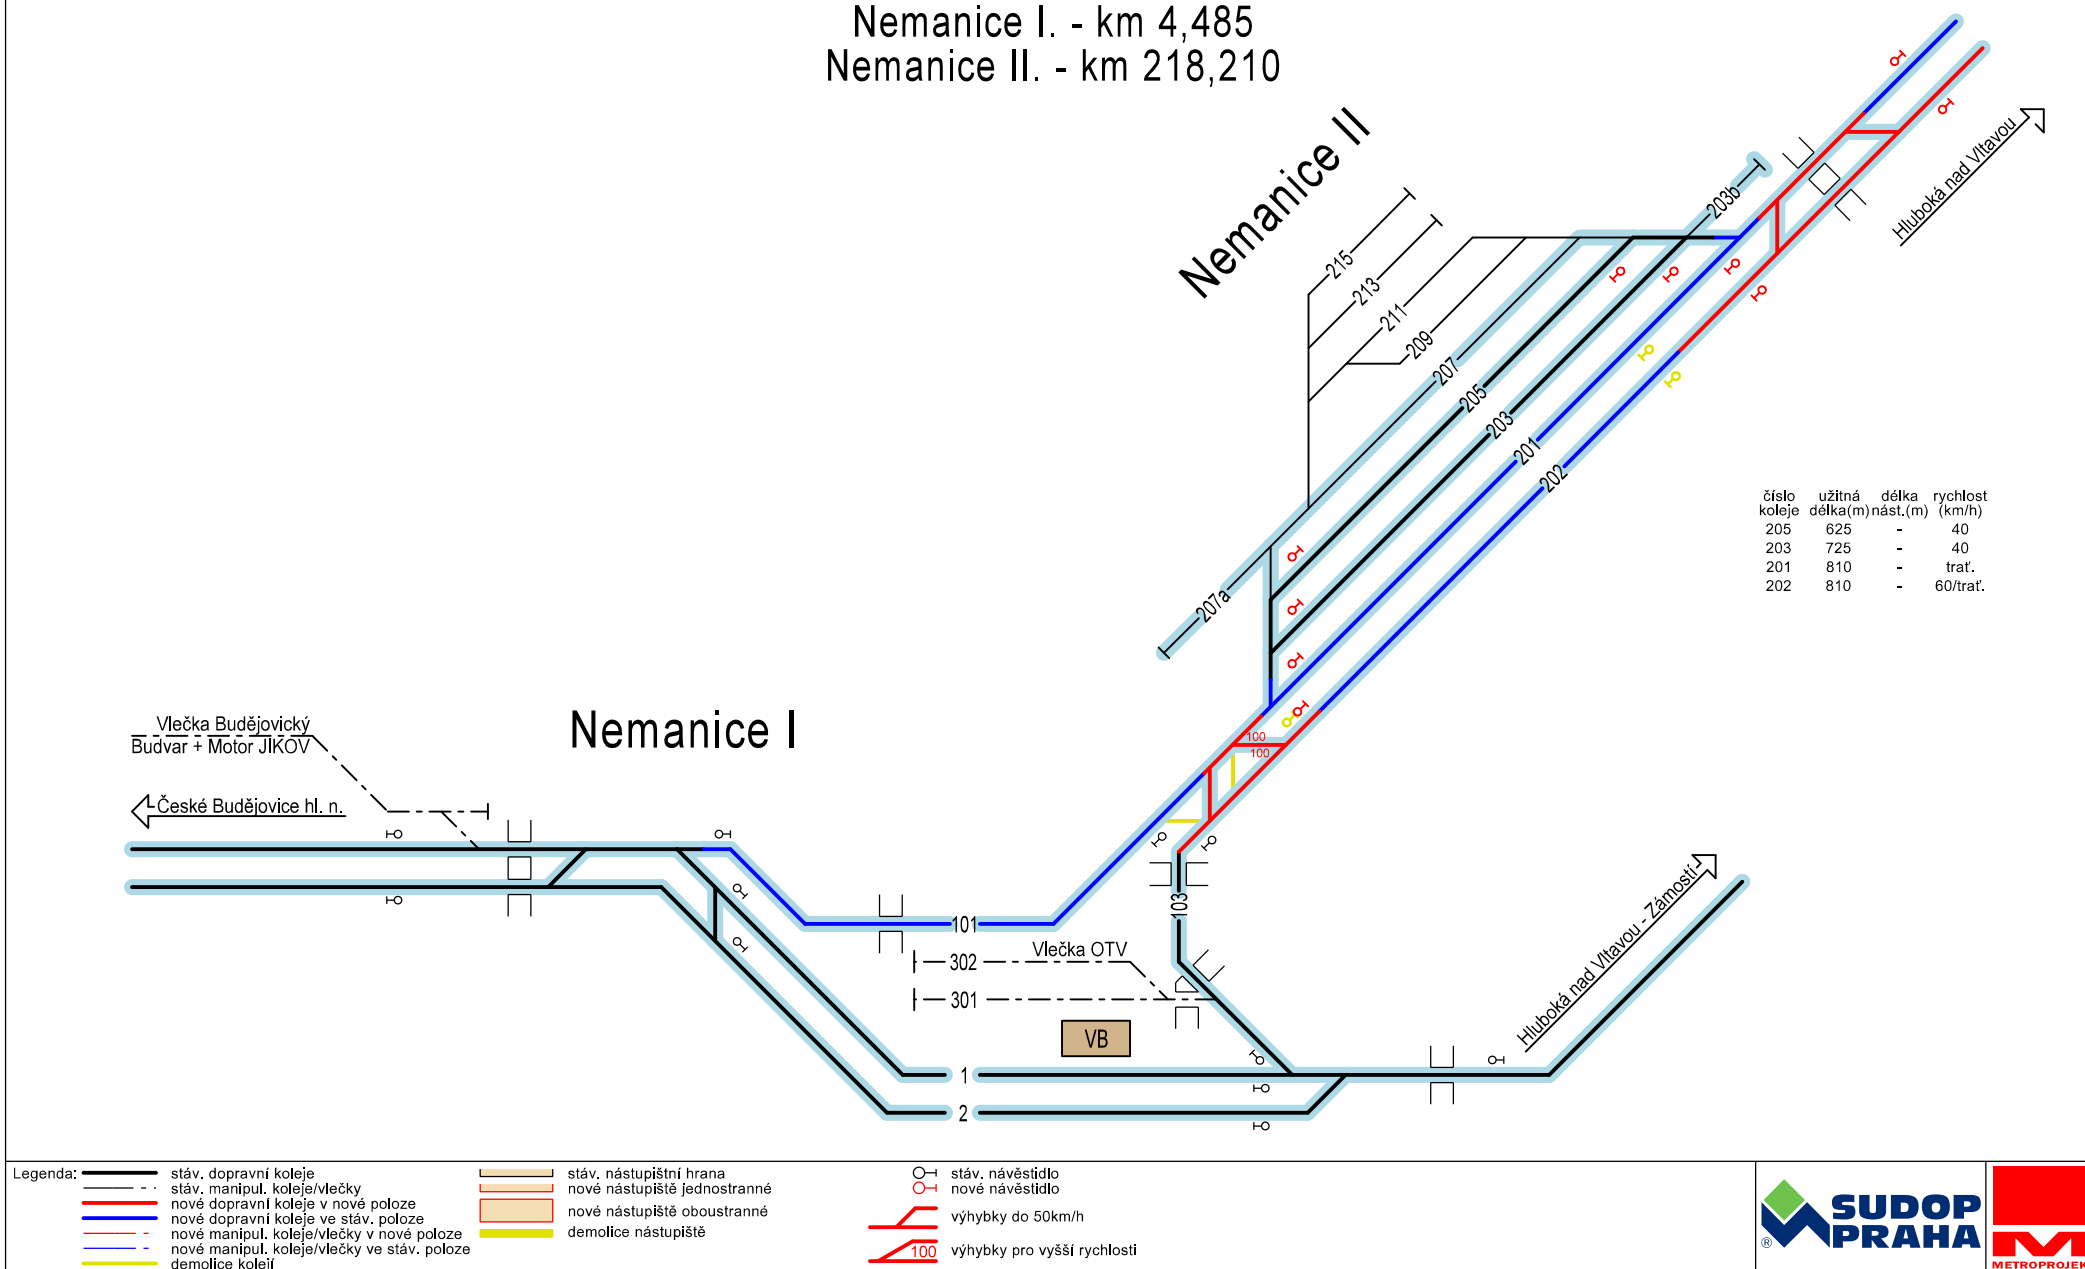 Nemanice I. - km 4,485
Nemanice II. - km 218,210
Nemanice II
Hluboká nad Vltavou
203b
215
213
211
209
207
205
203
201
202
207a
číslo koleje užitná délka(m) délka nást.(m) rychlost (km/h)
205 625 - 40
203 725 - 40
201 810 - trať.
202 810 - 60/trať.
Nemanice I
Vlečka Budějovický
Budvar + Motor JIKOV
České Budějovice hl. n.
100
100
101
103
302
Vlečka OTV
301
VB
Hluboká nad Vltavou - Zámostí
1
2
Legenda:
stáv. dopravní koleje
stáv. manipul. koleje/vlečky
nové dopravní koleje v nové poloze
nové dopravní koleje ve stáv. poloze
nové manipul. koleje/vlečky v nové poloze
nové manipul. koleje/vlečky ve stáv. poloze
demolice kolejí
stáv. nástupištní hrana
nové nástupiště jednostranné
nové nástupiště oboustranné
demolice nástupiště
stáv. návěstidlo
nové návěstidlo
výhybky do 50km/h
100 výhybky pro vyšší rychlosti
SUDOP
PRAHA
®
METROPROJEK